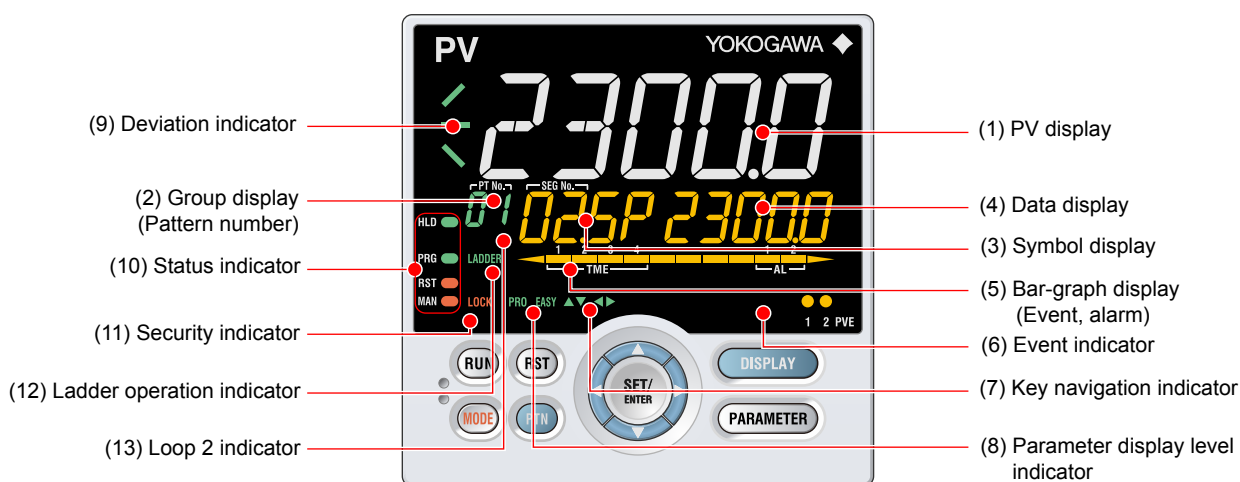 PV
YOKOGAWA
2300.0
PT No.
SEG No.
01
02.SP 2300.0
HLD
1 2 3 4
1 2
PRG
LADDER
TME
AL
RST
MAN
LOCK
PRO EASY
1 2 PVE
RUN
RST
DISPLAY
SET/
ENTER
MODE
PTN
PARAMETER
(9) Deviation indicator
(2) Group display
(Pattern number)
(10) Status indicator
(11) Security indicator
(12) Ladder operation indicator
(13) Loop 2 indicator
(1) PV display
(4) Data display
(3) Symbol display
(5) Bar-graph display
(Event, alarm)
(6) Event indicator
(7) Key navigation indicator
(8) Parameter display level
indicator